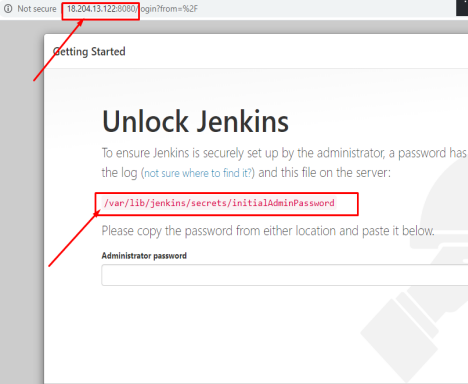 Not secure 18.204.13.122:8080/login?from=%2F
Getting Started
Unlock Jenkins
To ensure Jenkins is securely set up by the administrator, a password has
the log (not sure where to find it?) and this file on the server:
/var/lib/jenkins/secrets/initialAdminPassword
Please copy the password from either location and paste it below.
Administrator password